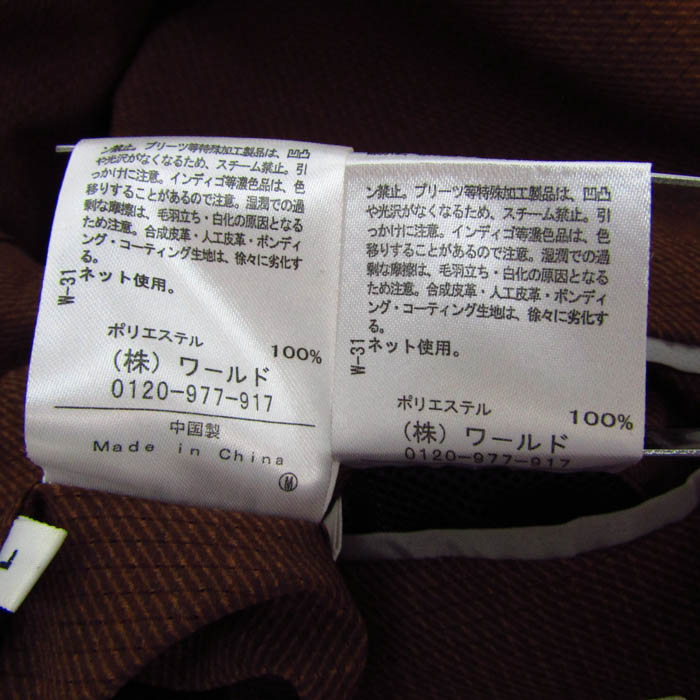 ン禁止。プリーツ等特殊加工製品は、凹凸
や光沢がなくなるため、スチーム禁止。引
っかけに注意。インディゴ等濃色品は、色
移りすることがあるので注意。湿潤での過
剰な摩擦は、毛羽立ち・白化の原因となる
ため注意。合成皮革・人工皮革・ボンディ
ング・コーティング生地は、徐々に劣化す
る。
ネット使用。
W-31
ポリエステル
100%
(株) ワールド
0120-977-917
中国製
Made in China
M
ン禁止。プリーツ等特殊加工製品は、凹凸
や光沢がなくなるため、スチーム禁止。引
っかけに注意。インディゴ等濃色品は、色
移りすることがあるので注意。湿潤での過
剰な摩擦は、毛羽立ち・白化の原因となる
ため注意。合成皮革・人工皮革・ボンディ
ング・コーティング生地は、徐々に劣化す
る。
ネット使用。
W-31
ポリエステル
100%
(株) ワールド
0120-977-917